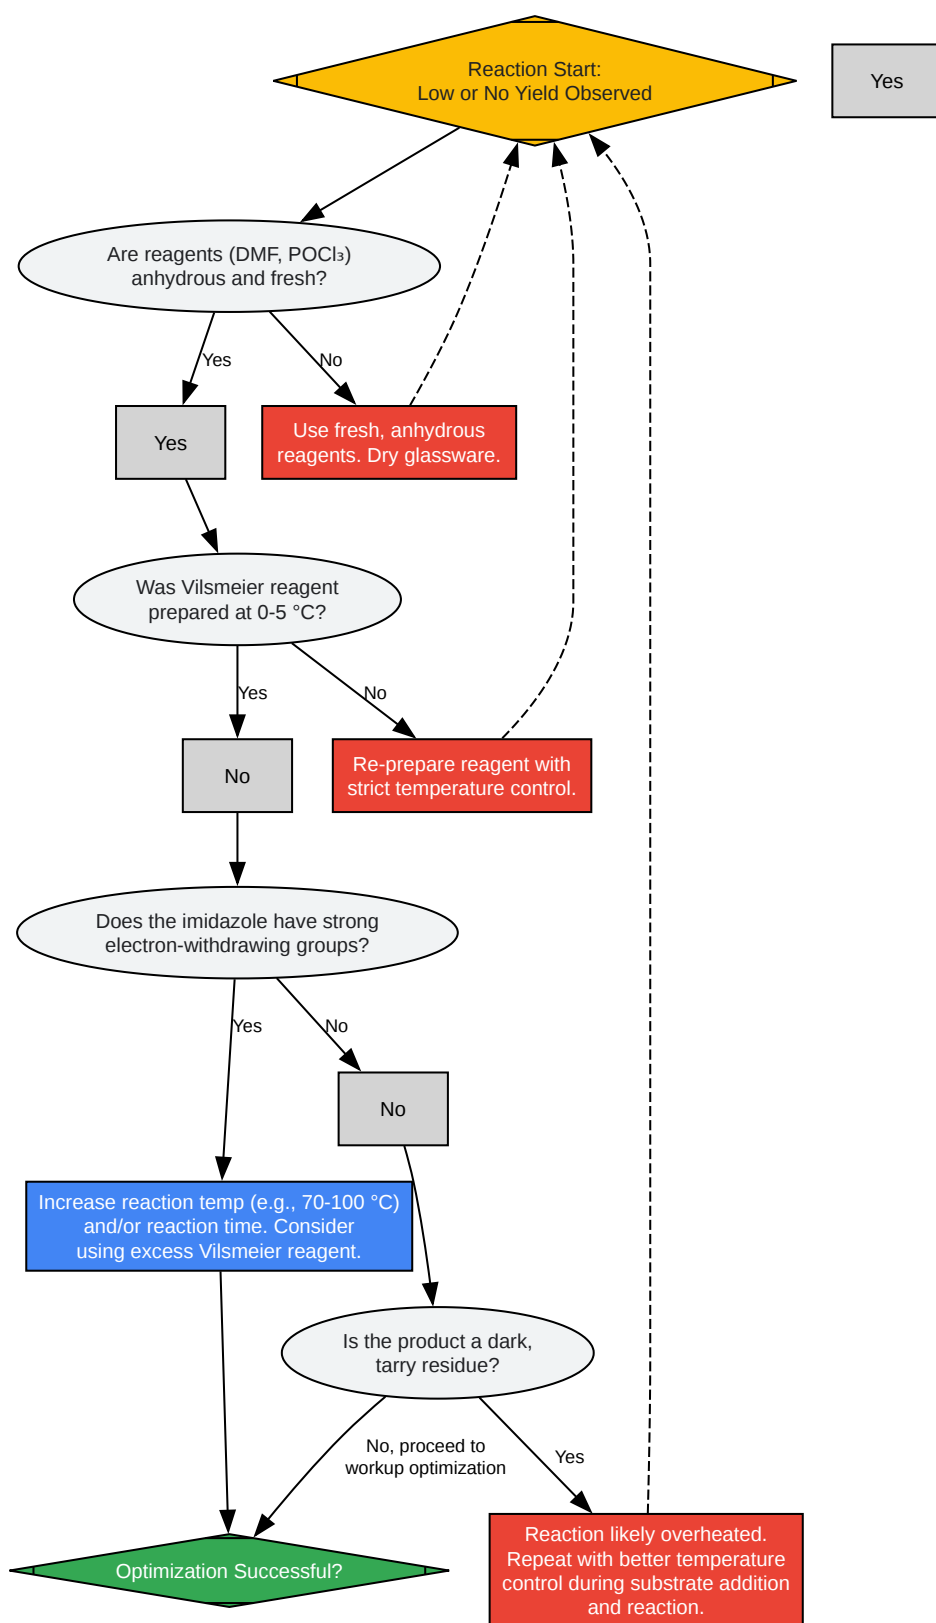 Reaction Start:
Low or No Yield Observed
Yes
Are reagents (DMF, POCl₃)
anhydrous and fresh?
Yes
No
Yes
Use fresh, anhydrous
reagents. Dry glassware.
Was Vilsmeier reagent
prepared at 0-5 °C?
Yes
No
No
Re-prepare reagent with
strict temperature control.
Does the imidazole have strong
electron-withdrawing groups?
Yes
No
No
Increase reaction temp (e.g., 70-100 °C)
and/or reaction time. Consider
using excess Vilsmeier reagent.
Is the product a dark,
tarry residue?
No, proceed to
workup optimization
Yes
Optimization Successful?
Reaction likely overheated.
Repeat with better temperature
control during substrate addition
and reaction.